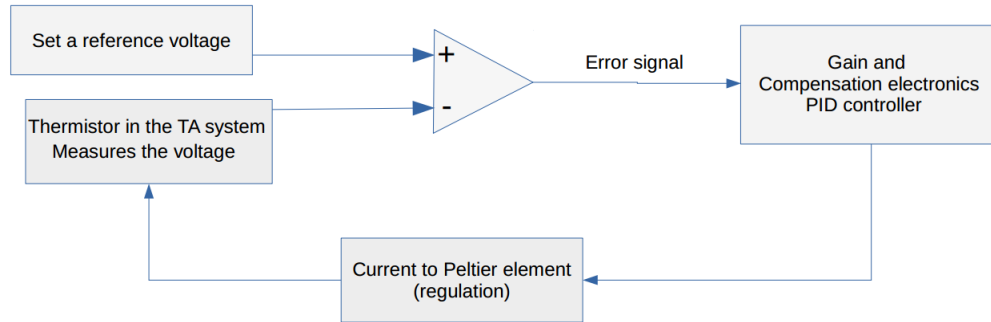 Set a reference voltage
+
Error signal
Gain and
Compensation electronics
PID controller
-
Thermistor in the TA system
Measures the voltage
Current to Peltier element
(regulation)